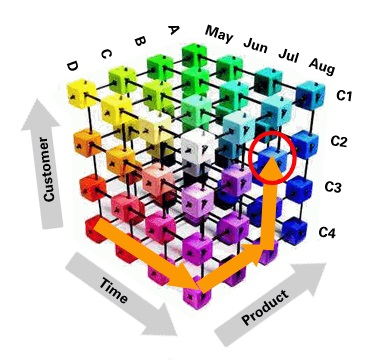 D C B A May Jun Jul Aug
C1
C2
C3
C4
Customer
Time
Product